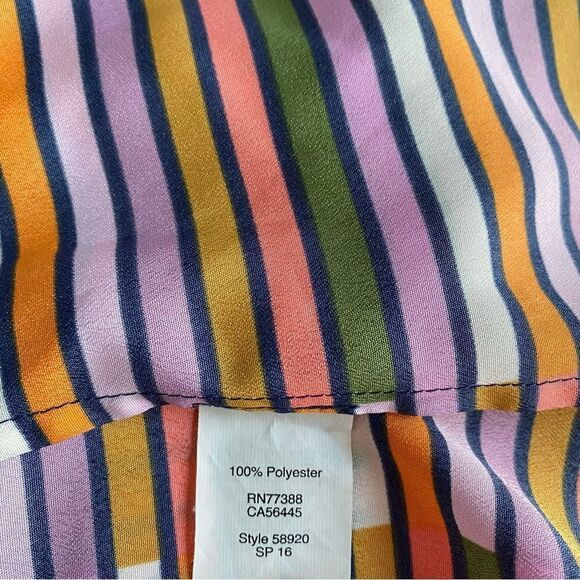 100% Polyester
RN77388
CA56445
Style 58920
SP 16